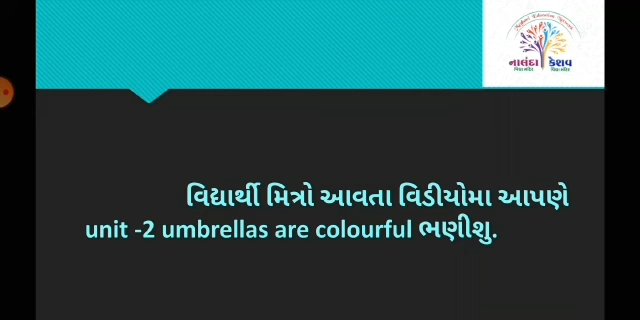 નાલંદા કેશવ
વિદ્યાર્થી મિત્રો આવતા વિડીયોમા આપણે
unit -2 umbrellas are colourful ભણીશુ.